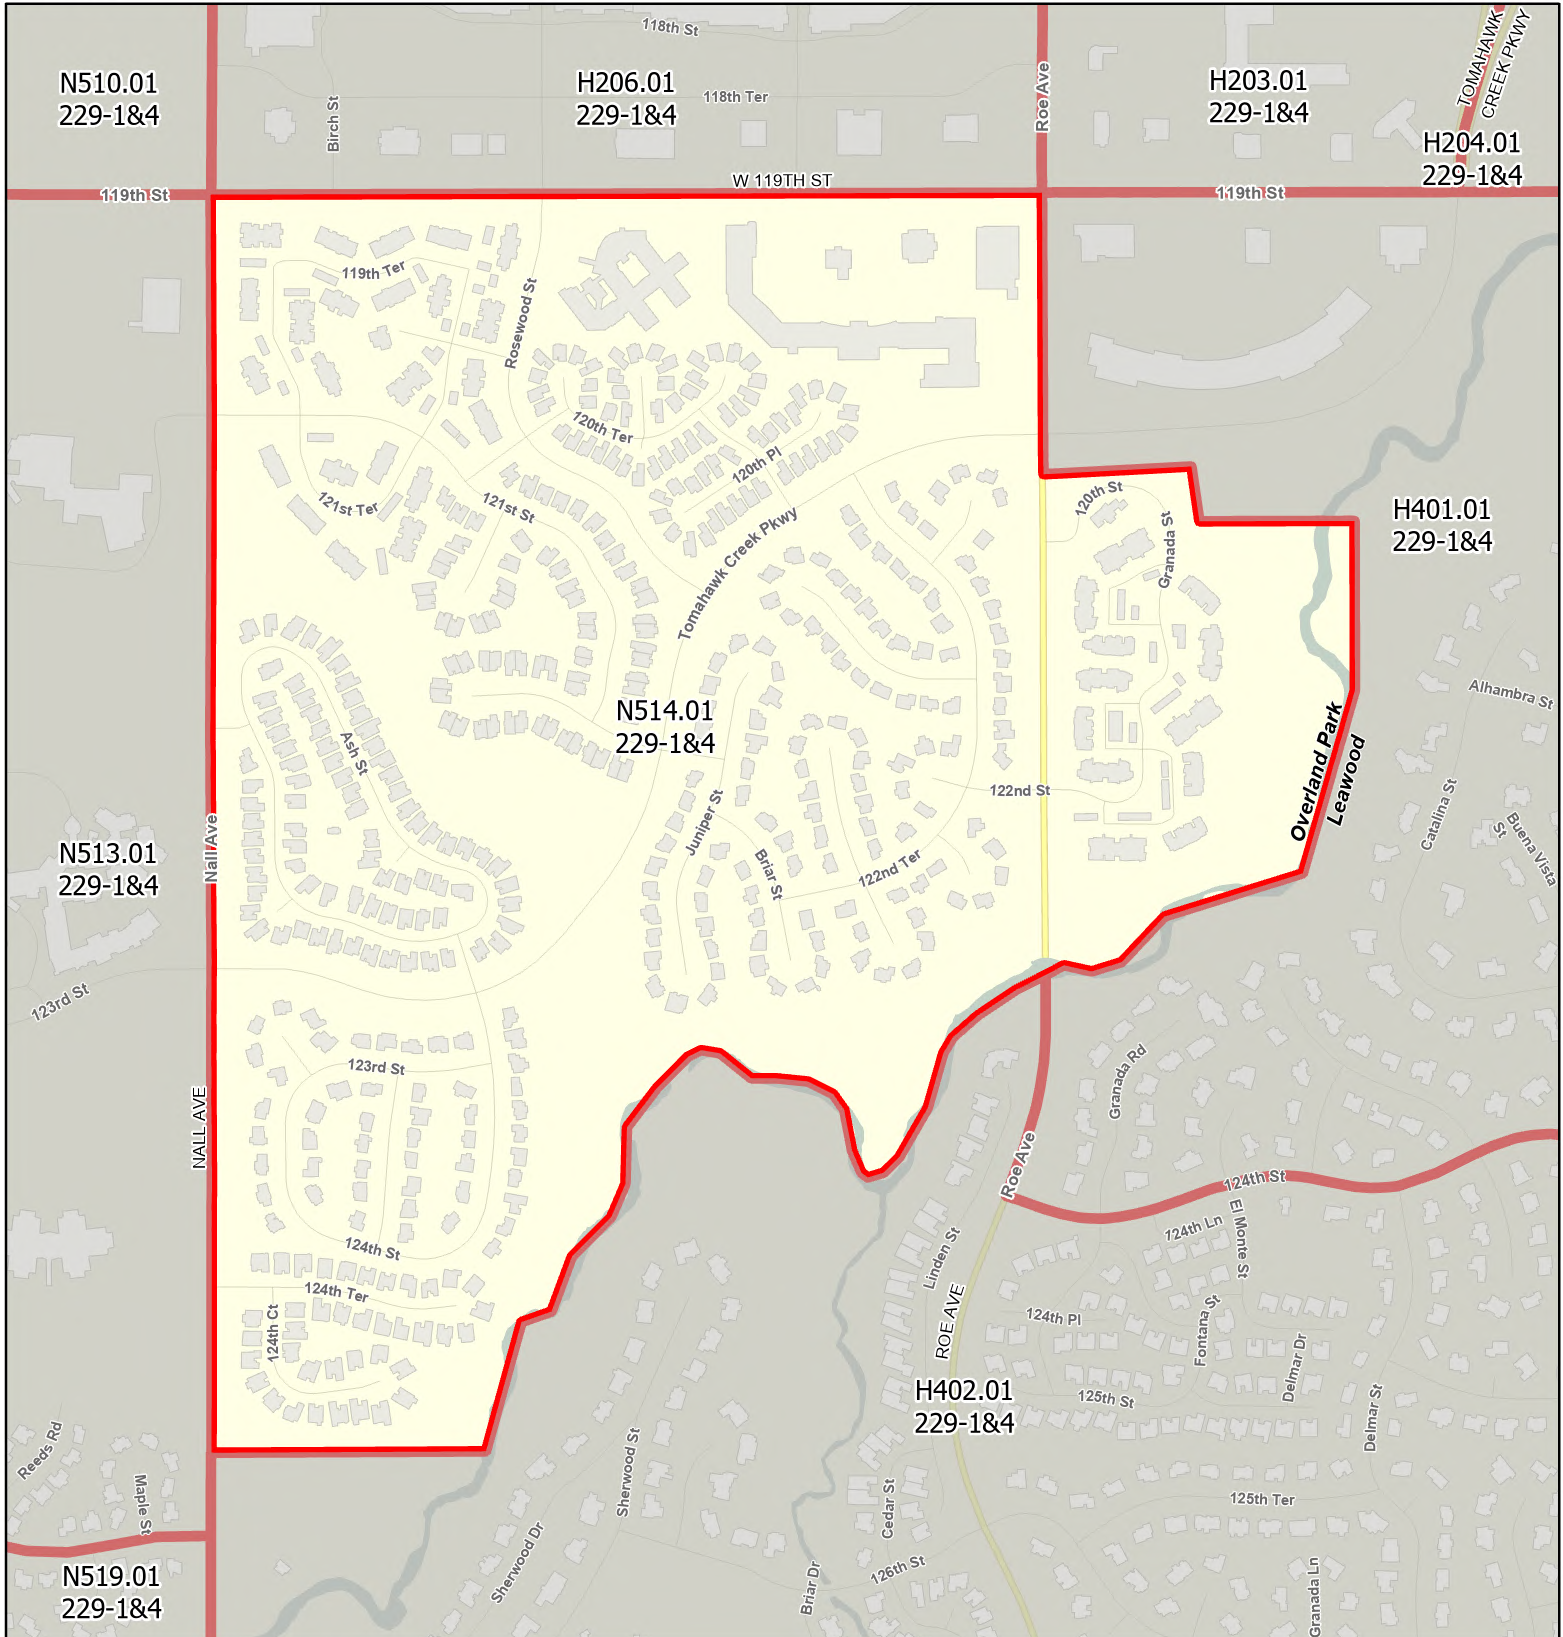 118th St
TOMAHAWK
CREEK PKWY
N510.01
229-1&4
H206.01
229-1&4
H203.01
229-1&4
118th Ter
Birch St
Roe Ave
H204.01
229-1&4
W 119TH ST
119th St
119th St
119th Ter
Rosewood St
120th Ter
120th Pl
121st Ter
121st St
120th St
Granada St
H401.01
229-1&4
Tomahawk Creek Pkwy
N514.01
229-1&4
Alhambra St
Overland Park
Leawood
Ash St
122nd St
Catalina St
Buena Vista
St
Juniper St
Nall Ave
N513.01
229-1&4
Briar St
122nd Ter
123rd St
123rd St
Granada Rd
NALL AVE
Roe Ave
124th St
124th St
El Monte St
124th Ln
Linden St
124th Ter
124th Ct
ROE AVE
124th Pl
Fontana St
Delmar Dr
H402.01
229-1&4
125th St
Delmar St
Reeds Rd
Maple St
Sherwood St
Cedar St
125th Ter
Sherwood Dr
126th St
Briar Dr
Granada Ln
N519.01
229-1&4